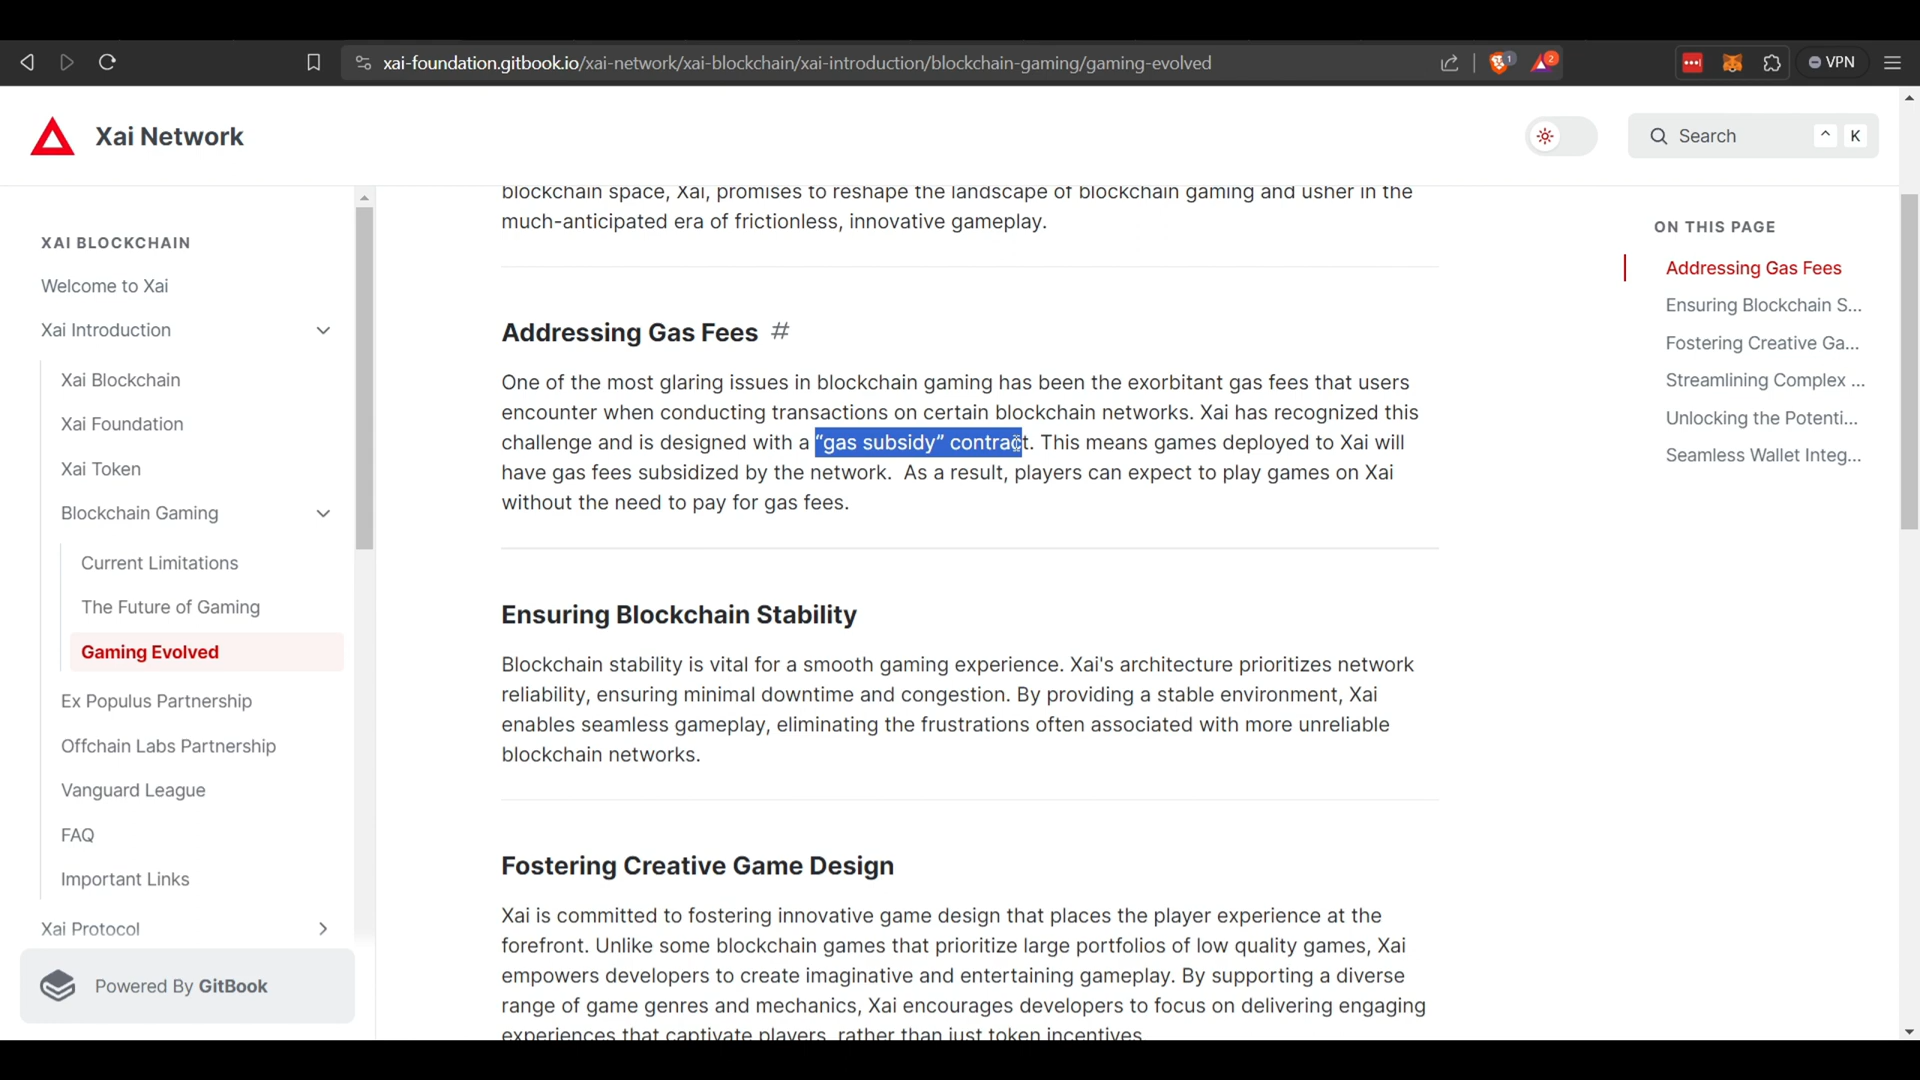 xai-foundation.gitbook.io/xai-network/xai-blockchain/xai-introduction/blockchain-gaming/gaming-evolved
1
2
VPN
Xai Network
Search
^ K
XAI BLOCKCHAIN
Welcome to Xai
Xai Introduction
Xai Blockchain
Xai Foundation
Xai Token
Blockchain Gaming
Current Limitations
The Future of Gaming
Gaming Evolved
Ex Populus Partnership
Offchain Labs Partnership
Vanguard League
FAQ
Important Links
Xai Protocol
Powered By GitBook
blockchain space, Xai, promises to reshape the landscape of blockchain gaming and usher in the
much-anticipated era of frictionless, innovative gameplay.
Addressing Gas Fees #
One of the most glaring issues in blockchain gaming has been the exorbitant gas fees that users
encounter when conducting transactions on certain blockchain networks. Xai has recognized this
challenge and is designed with a “gas subsidy” contract. This means games deployed to Xai will
have gas fees subsidized by the network. As a result, players can expect to play games on Xai
without the need to pay for gas fees.
Ensuring Blockchain Stability
Blockchain stability is vital for a smooth gaming experience. Xai's architecture prioritizes network
reliability, ensuring minimal downtime and congestion. By providing a stable environment, Xai
enables seamless gameplay, eliminating the frustrations often associated with more unreliable
blockchain networks.
Fostering Creative Game Design
Xai is committed to fostering innovative game design that places the player experience at the
forefront. Unlike some blockchain games that prioritize large portfolios of low quality games, Xai
empowers developers to create imaginative and entertaining gameplay. By supporting a diverse
range of game genres and mechanics, Xai encourages developers to focus on delivering engaging
experiences that captivate players, rather than just token incentives.
ON THIS PAGE
Addressing Gas Fees
Ensuring Blockchain S...
Fostering Creative Ga...
Streamlining Complex ...
Unlocking the Potenti...
Seamless Wallet Integ...